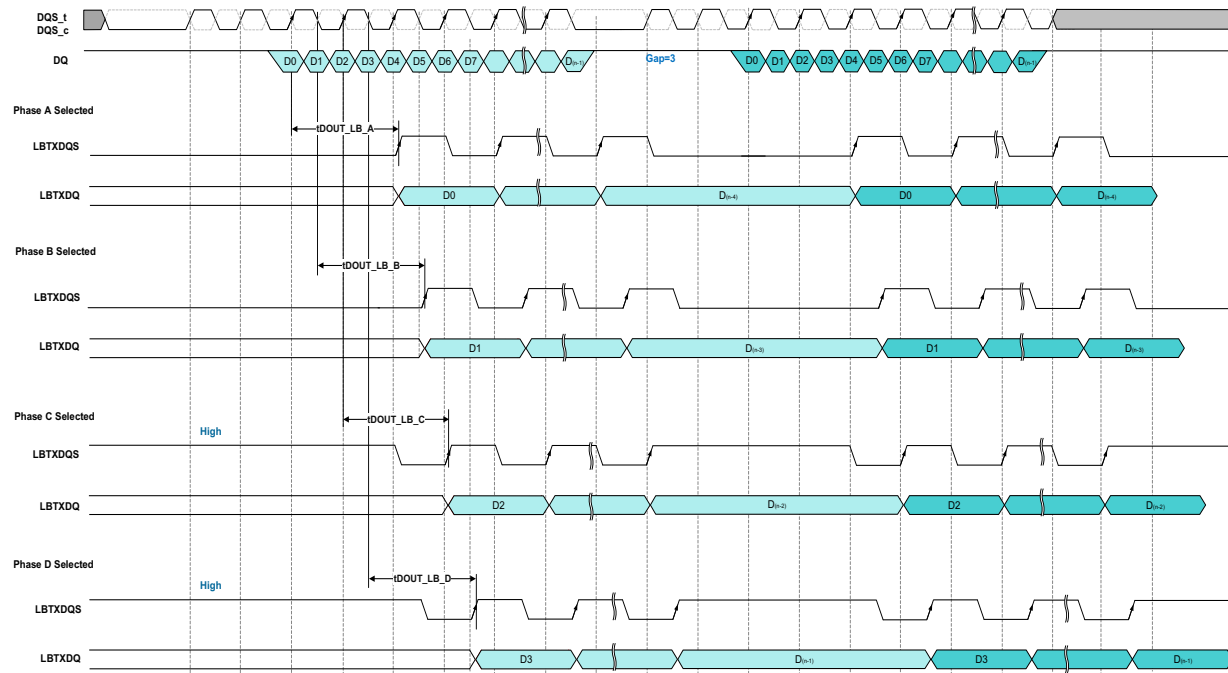 DQS_t
DQS_c
DQ D0 D1 D2 D3 D4 D5 D6 D7 D(n-1) Gap=3 D0 D1 D2 D3 D4 D5 D6 D7 D(n-1)
Phase A Selected
tDOUT_LB_A
LBTXDQS
LBTXDQ D0 D(n-4) D0 D(n-4)
Phase B Selected
tDOUT_LB_B
LBTXDQS
LBTXDQ D1 D(n-3) D1 D(n-3)
Phase C Selected
tDOUT_LB_C
High
LBTXDQS
LBTXDQ D2 D(n-2) D2 D(n-2)
Phase D Selected
tDOUT_LB_D
High
LBTXDQS
LBTXDQ D3 D(n-1) D3 D(n-1)